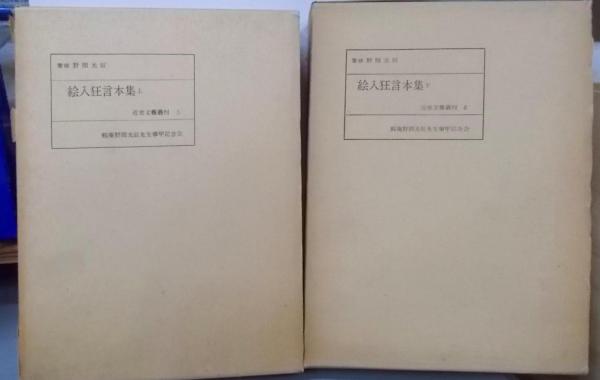 野間光辰
絵入狂言本集 上
近世文藝叢刊 5
般庵野間光辰先生華甲記念会
野間光辰
絵入狂言本集 下
近世文藝叢刊 6
般庵野間光辰先生華甲記念会